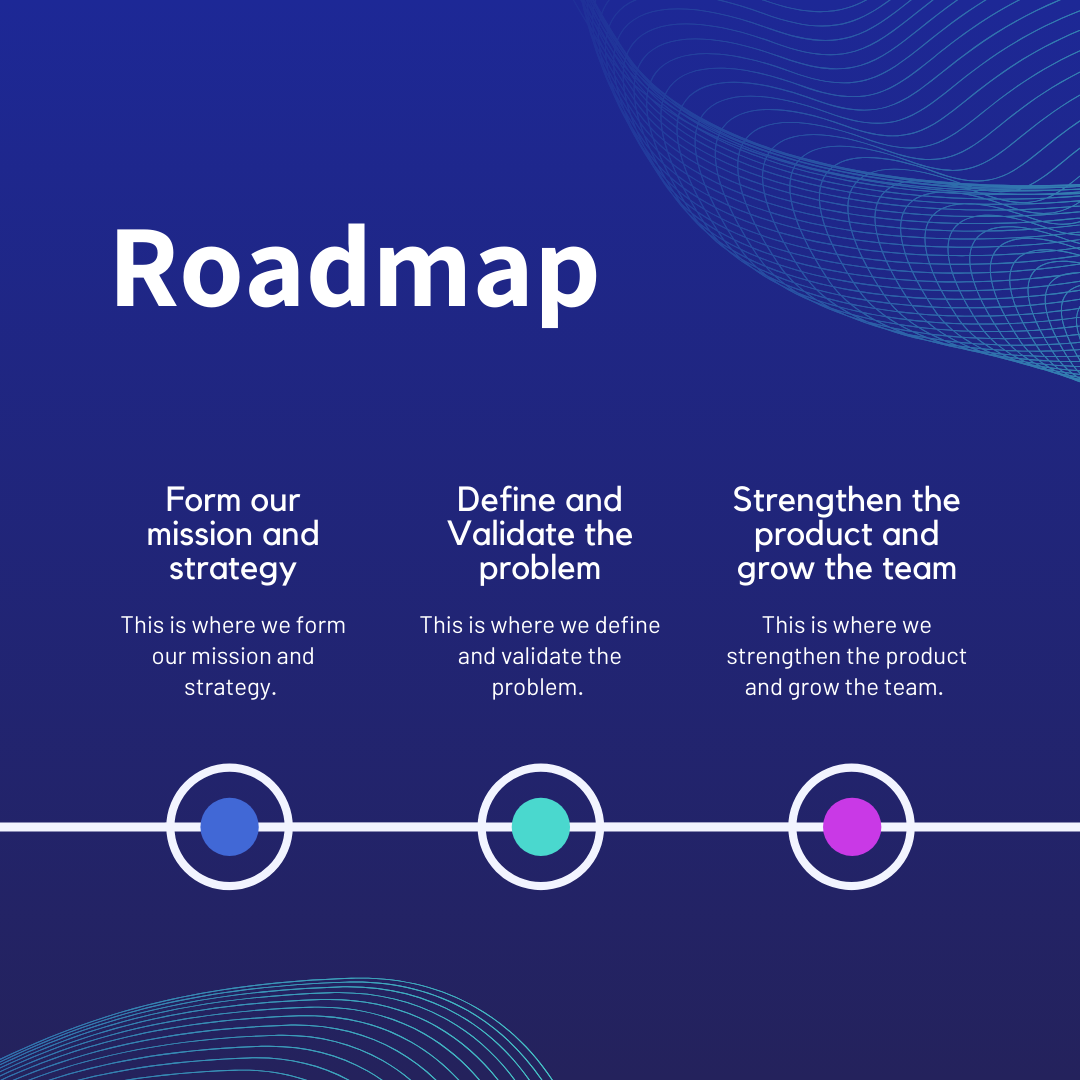 Roadmap
Form our
mission and
strategy
This is where we form
our mission and
strategy.
Define and
Validate the
problem
This is where we define
and validate the
problem.
Strengthen the
product and
grow the team
This is where we
strengthen the product
and grow the team.